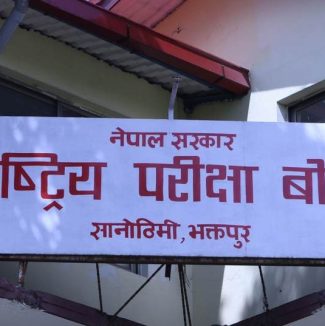 नेपाल सरकार
ष्ट्रिय परीक्षा बो
सानोठिमी, भक्तपुर